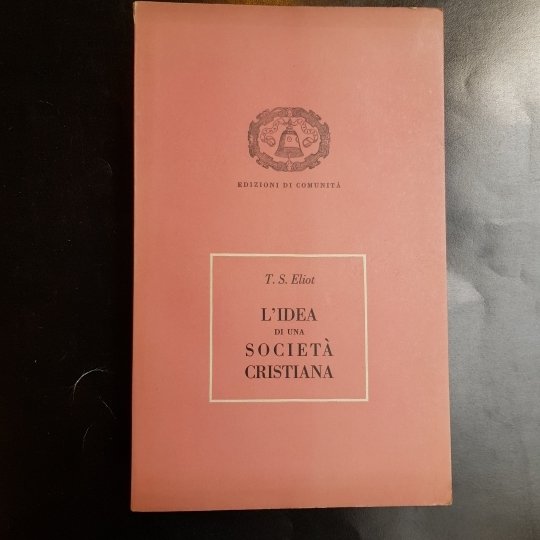 EDIZIONI DI COMUNITÀ
T. S. Eliot
L'IDEA
DI UNA
SOCIETÀ
CRISTIANA